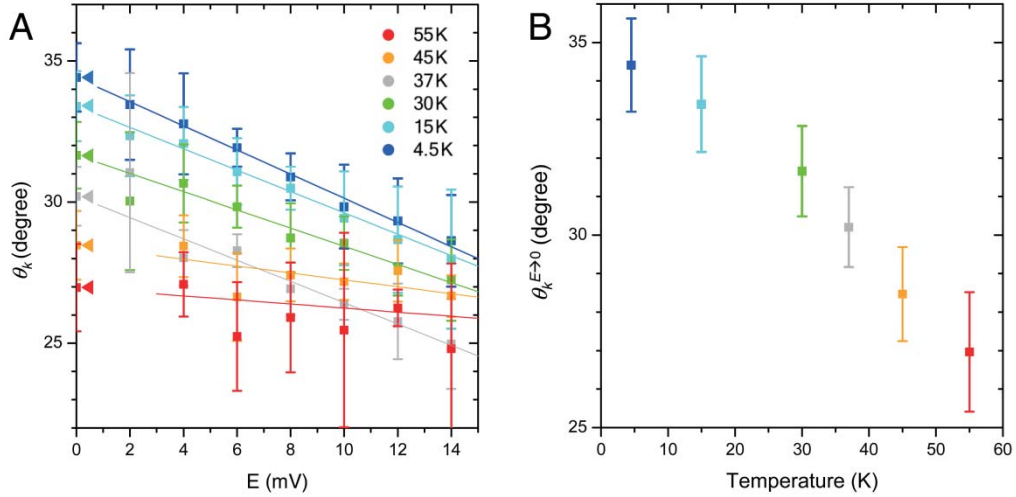 A
55K
45K
37K
30K
15K
4.5K
35
30
25
θk (degree)
0 2 4 6 8 10 12 14
E (mV)
B
35
30
25
θk^E→0 (degree)
0 10 20 30 40 50 60
Temperature (K)